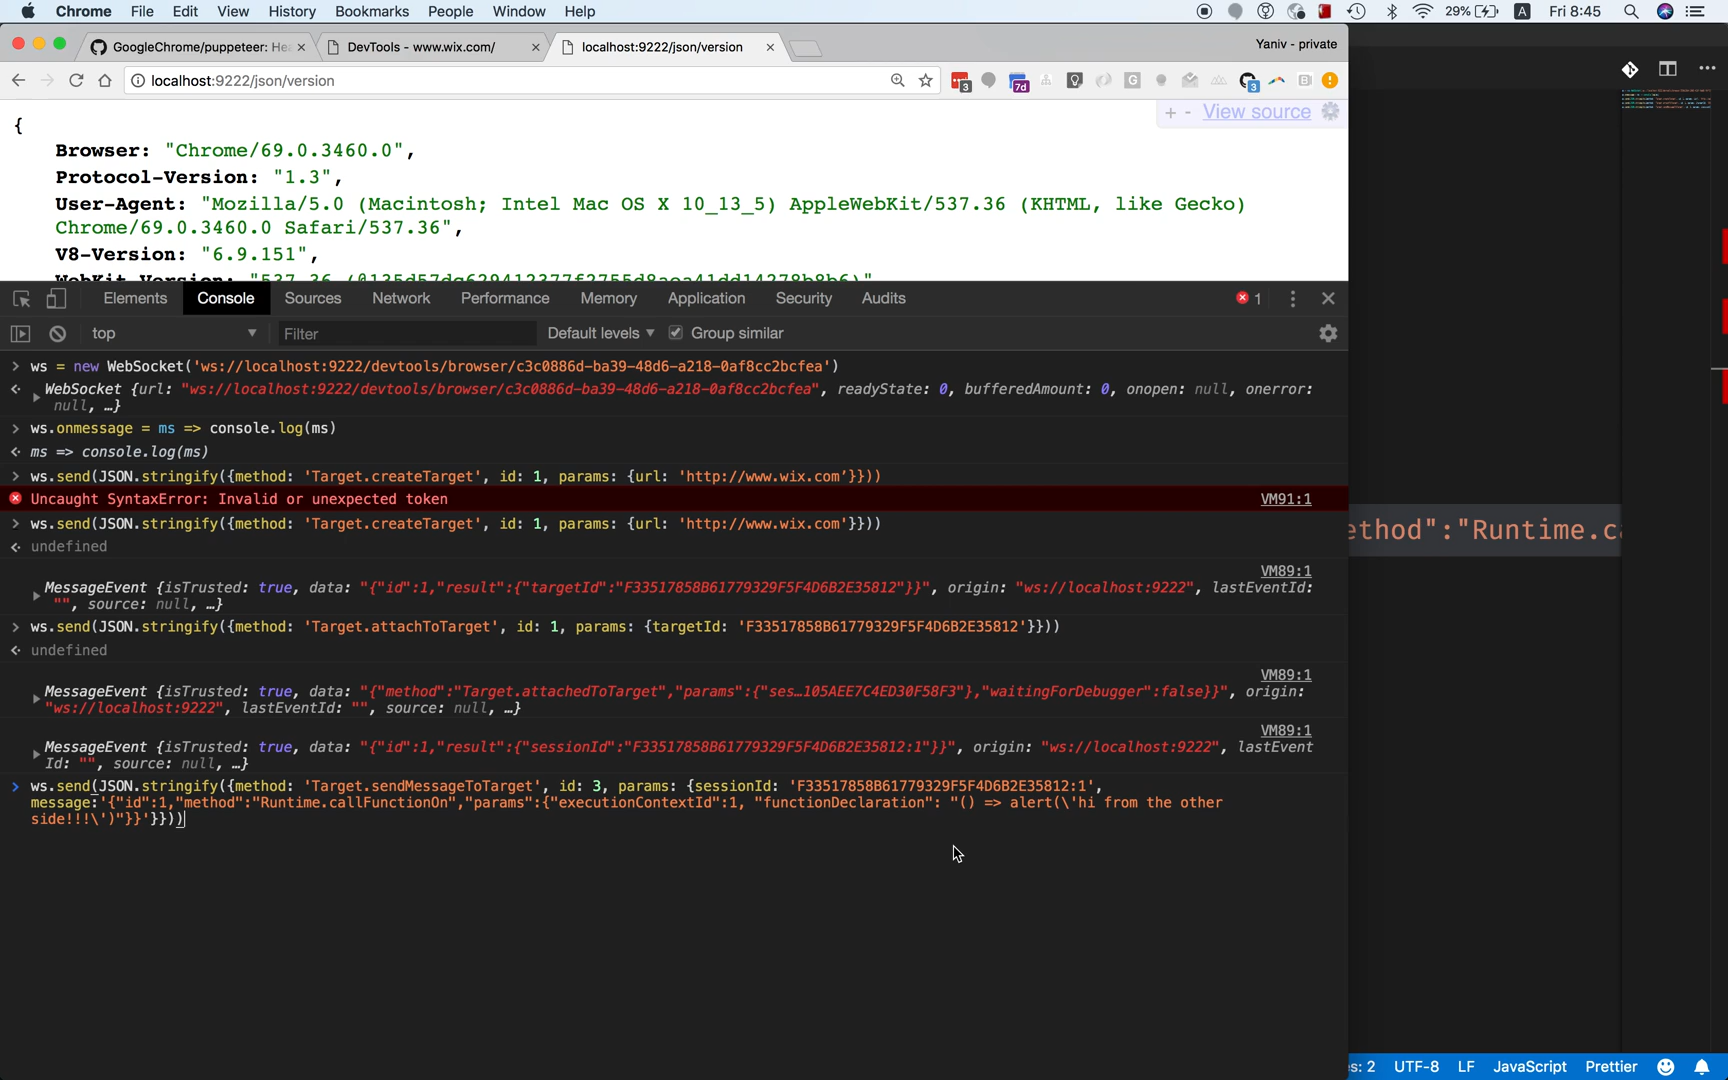 Chrome File Edit View History Bookmarks People Window Help 29% A Fri 8:45
GoogleChrome/puppeteer: He × DevTools - www.wix.com/ × localhost:9222/json/version × Yaniv - private
localhost:9222/json/version 3 7d G 3
{ + - View source
Browser: "Chrome/69.0.3460.0",
Protocol-Version: "1.3",
User-Agent: "Mozilla/5.0 (Macintosh; Intel Mac OS X 10_13_5) AppleWebKit/537.36 (KHTML, like Gecko)
Chrome/69.0.3460.0 Safari/537.36",
V8-Version: "6.9.151",
WebKit-Version:
Elements Console Sources Network Performance Memory Application Security Audits 1
top Filter Default levels Group similar
ws = new WebSocket('ws://localhost:9222/devtools/browser/c3c0886d-ba39-48d6-a218-0af8cc2bcfea')
WebSocket {url: "ws://localhost:9222/devtools/browser/c3c0886d-ba39-48d6-a218-0af8cc2bcfea", readyState: 0, bufferedAmount: 0, onopen: null, onerror:
null, …}
ws.onmessage = ms => console.log(ms)
ms => console.log(ms)
ws.send(JSON.stringify({method: 'Target.createTarget', id: 1, params: {url: 'http://www.wix.com’}}))
Uncaught SyntaxError: Invalid or unexpected token VM91:1
ws.send(JSON.stringify({method: 'Target.createTarget', id: 1, params: {url: 'http://www.wix.com'}}))
undefined
VM89:1
MessageEvent {isTrusted: true, data: "{"id":1,"result":{"targetId":"F33517858B61779329F5F4D6B2E35812"}}", origin: "ws://localhost:9222", lastEventId:
"", source: null, …}
ws.send(JSON.stringify({method: 'Target.attachToTarget', id: 1, params: {targetId: 'F33517858B61779329F5F4D6B2E35812'}}))
undefined
VM89:1
MessageEvent {isTrusted: true, data: "{"method":"Target.attachedToTarget","params":{"ses…105AEE7C4ED30F58F3"},"waitingForDebugger":false}}", origin:
"ws://localhost:9222", lastEventId: "", source: null, …}
VM89:1
MessageEvent {isTrusted: true, data: "{"id":1,"result":{"sessionId":"F33517858B61779329F5F4D6B2E35812:1"}}", origin: "ws://localhost:9222", lastEvent
Id: "", source: null, …}
ws.send(JSON.stringify({method: 'Target.sendMessageToTarget', id: 3, params: {sessionId: 'F33517858B61779329F5F4D6B2E35812:1',
message:'{"id":1,"method":"Runtime.callFunctionOn","params":{"executionContextId":1, "functionDeclaration": "() => alert(\'hi from the other
side!!!\')"}}'}}))
ethod":"Runtime.ca
s: 2 UTF-8 LF JavaScript Prettier